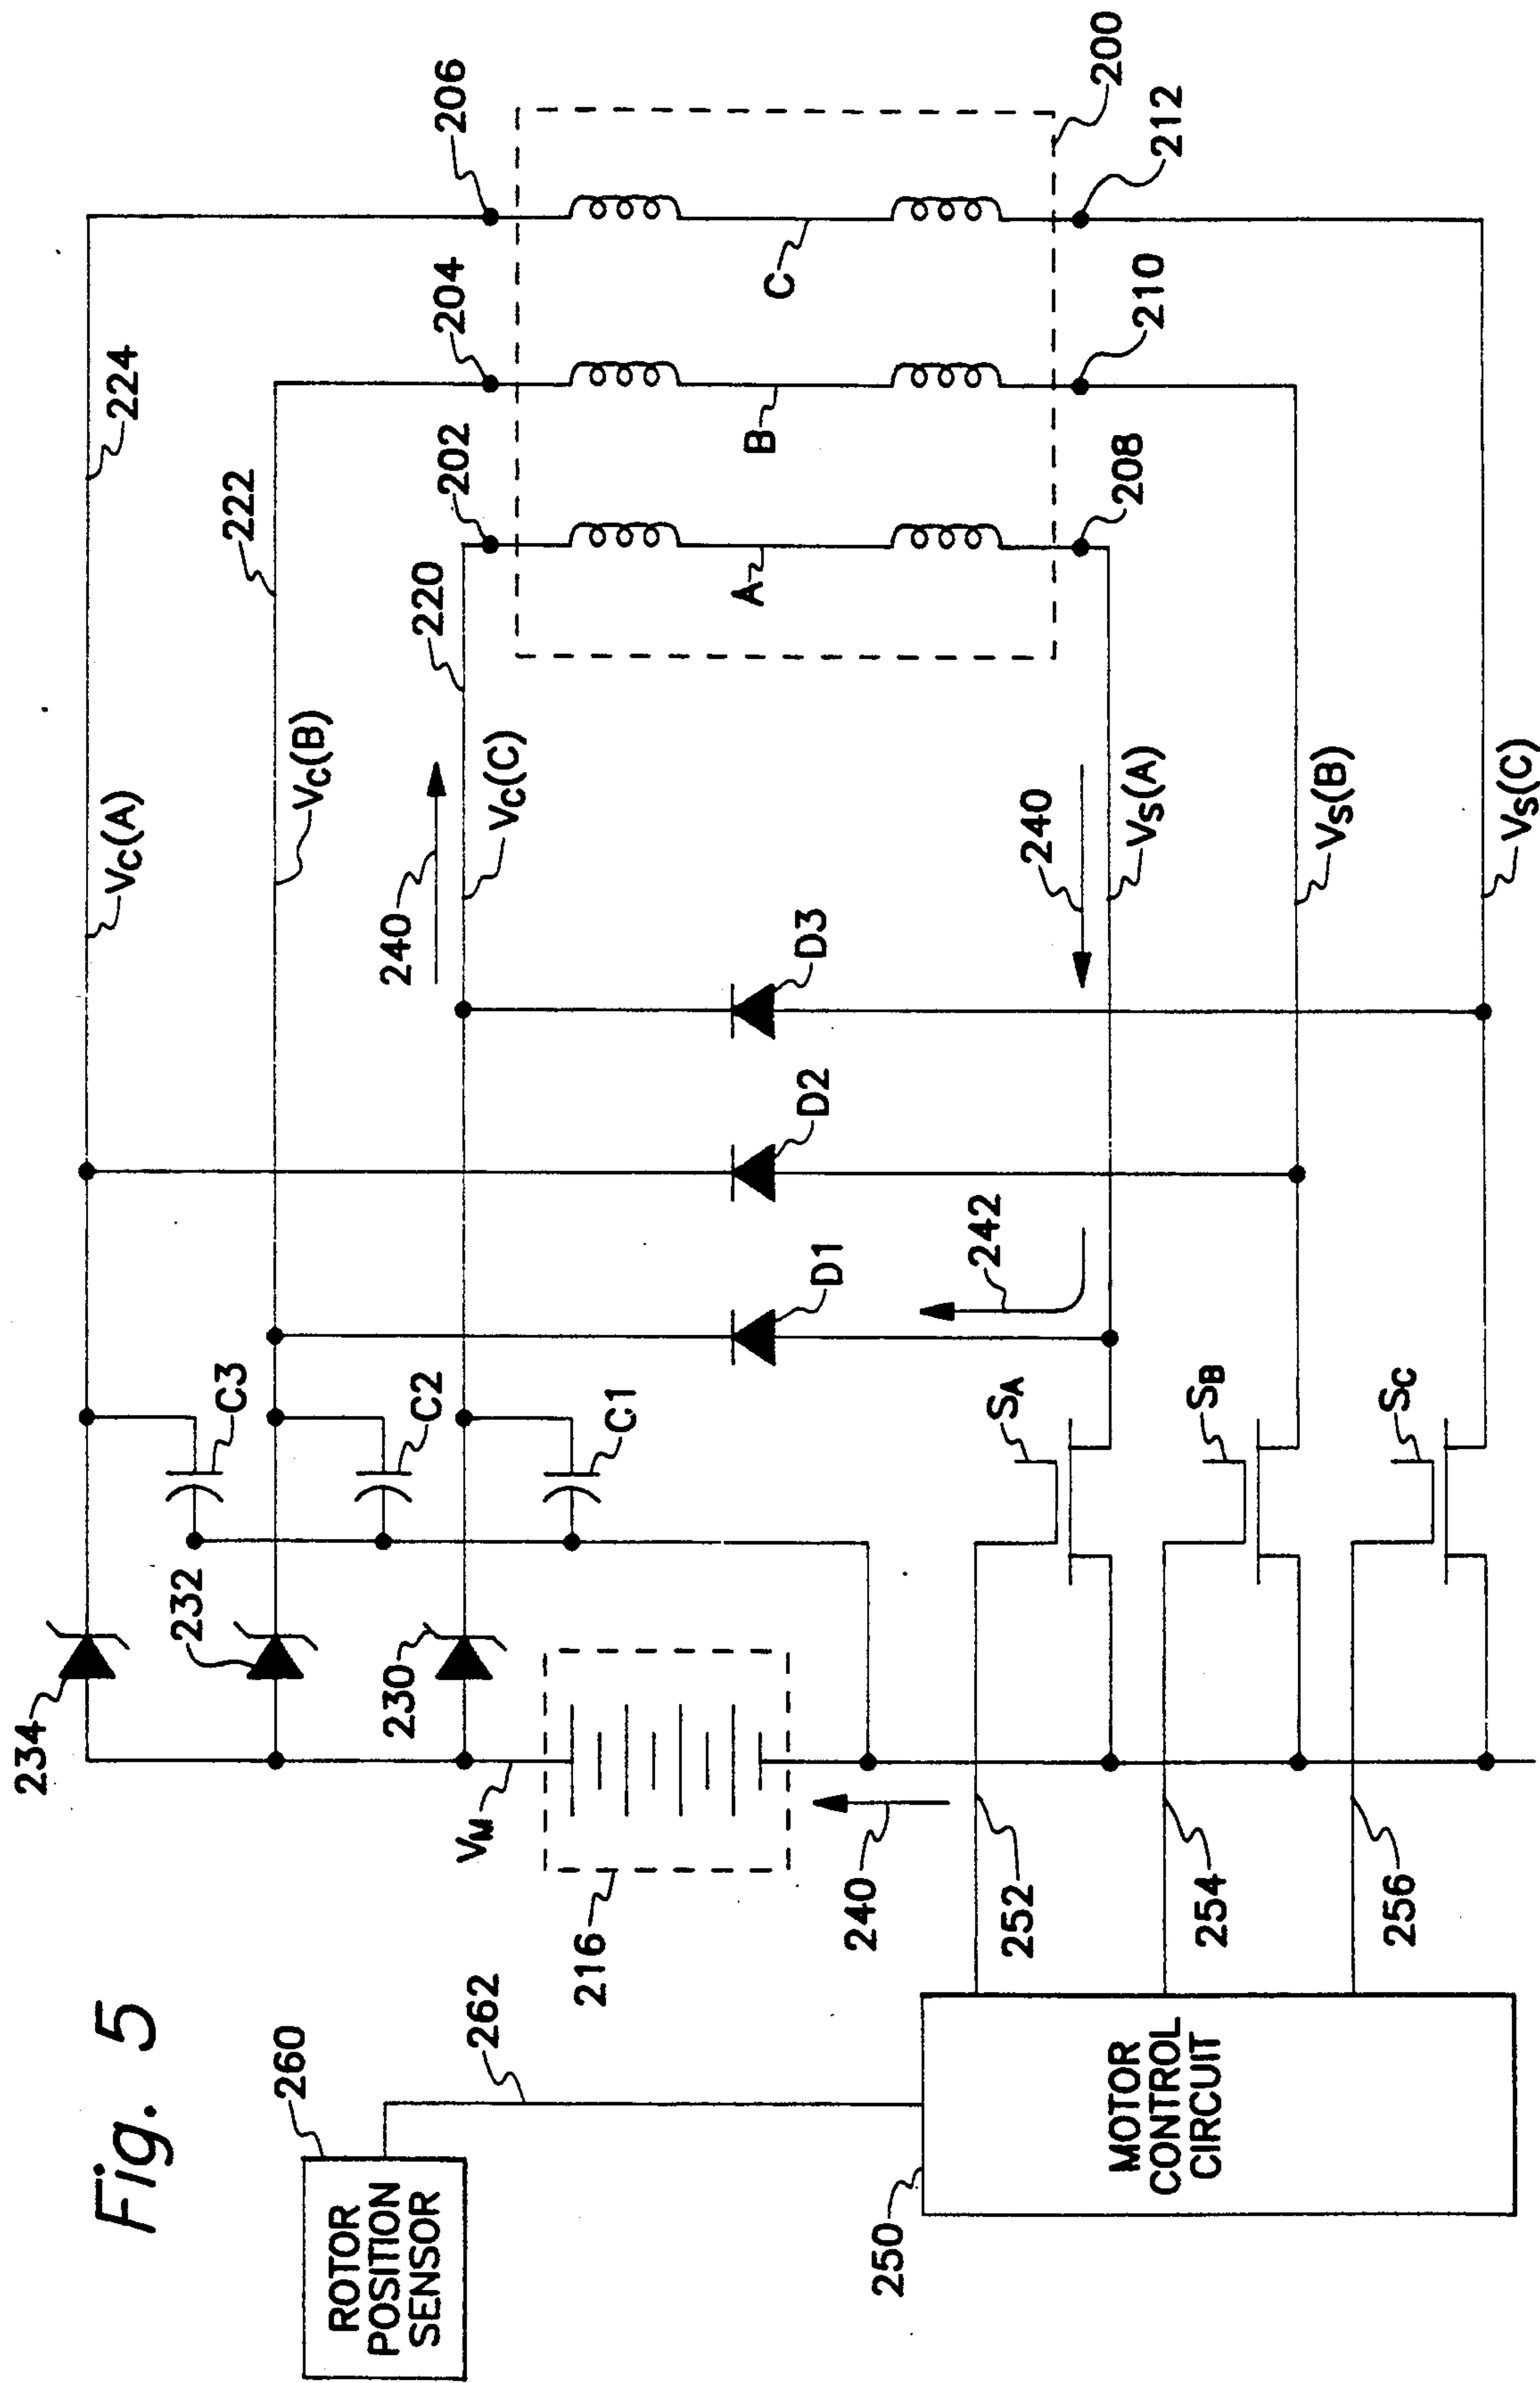 Fig. 5
260
ROTOR
POSITION
SENSOR
262
250
MOTOR
CONTROL
CIRCUIT
252
254
256
240
216
VM
234
232
230
C3
C2
C1
SA
SB
SC
D1
D2
D3
242
240
240
VC(A)
VC(B)
VC(C)
VS(A)
VS(B)
VS(C)
224
222
220
202
204
206
A
B
C
208
210
212
200